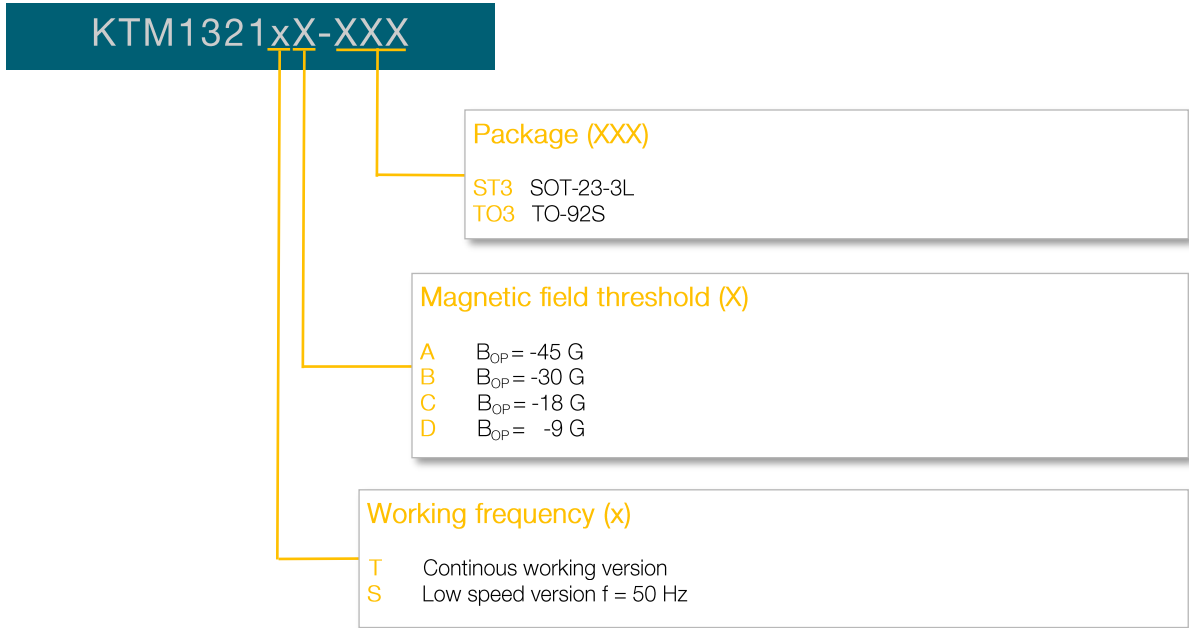 KTM1321xX-XXX
Package (XXX)
ST3 SOT-23-3L
TO3 TO-92S
Magnetic field threshold (X)
A BOP = -45 G
B BOP = -30 G
C BOP = -18 G
D BOP = -9 G
Working frequency (x)
T Continous working version
S Low speed version f = 50 Hz